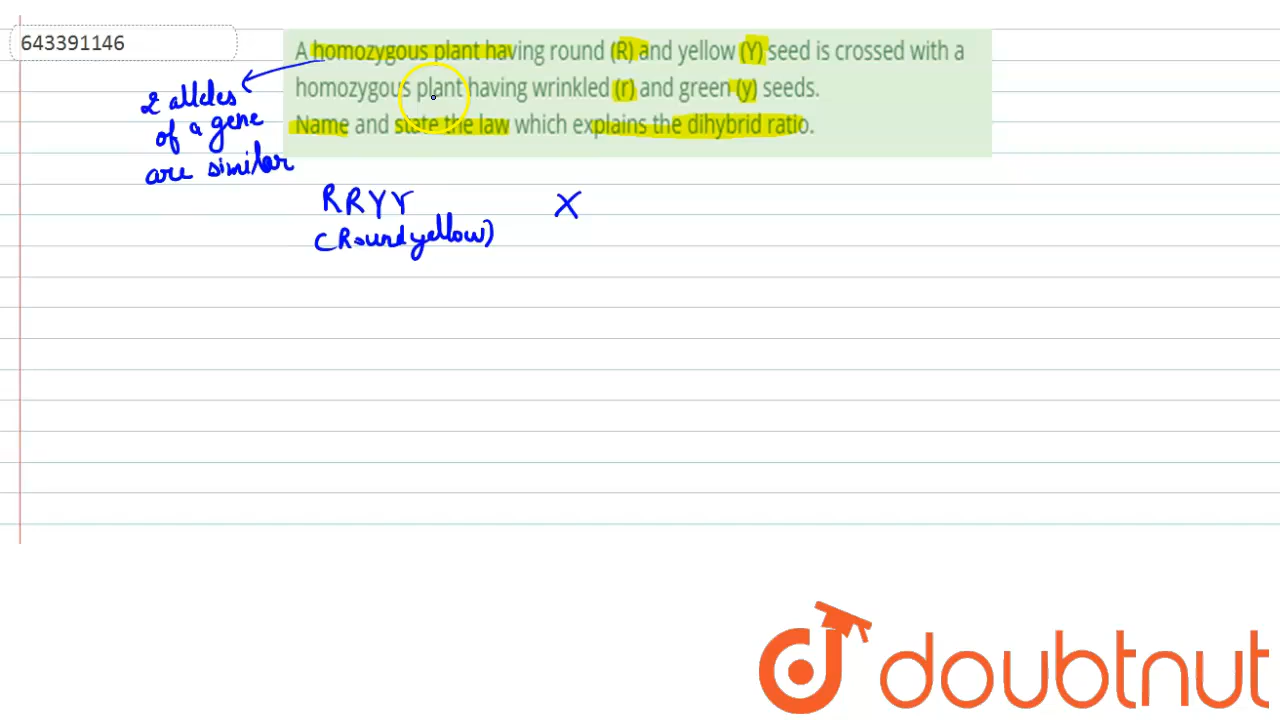 643391146
A homozygous plant having round (R) and yellow (Y) seed is crossed with a
homozygous plant having wrinkled (r) and green (y) seeds.
Name and state the law which explains the dihybrid ratio.
2 alleles
of a gene
are similar
RRYY X
(Round yellow)
doubtnut